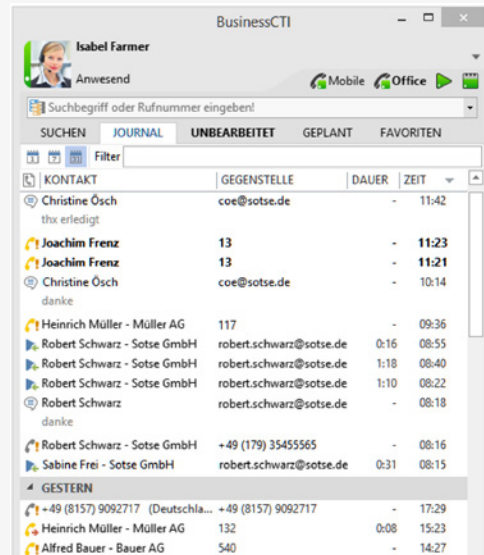 BusinessCTI
Isabel Farmer
Anwesend
Mobile Office
Suchbegriff oder Rufnummer eingeben!
SUCHEN JOURNAL UNBEARBEITET GEPLANT FAVORITEN
1 7 31 Filter
KONTAKT GEGENSTELLE DAUER ZEIT
Christine Ösch coe@sotse.de - 11:42
thx erledigt
Joachim Frenz 13 - 11:23
Joachim Frenz 13 - 11:21
Christine Ösch coe@sotse.de - 10:14
danke
Heinrich Müller - Müller AG 117 - 09:36
Robert Schwarz - Sotse GmbH robert.schwarz@sotse.de 0:16 08:55
Robert Schwarz - Sotse GmbH robert.schwarz@sotse.de 1:18 08:40
Robert Schwarz - Sotse GmbH robert.schwarz@sotse.de 1:10 08:22
Robert Schwarz robert.schwarz@sotse.de - 08:18
danke
Robert Schwarz - Sotse GmbH +49 (179) 35455565 - 08:16
Sabine Frei - Sotse GmbH robert.schwarz@sotse.de 0:31 08:15
GESTERN
+49 (8157) 9092717 (Deutschla... +49 (8157) 9092717 - 17:29
Heinrich Müller - Müller AG 132 0:08 15:23
Alfred Bauer - Bauer AG 540 - 14:27